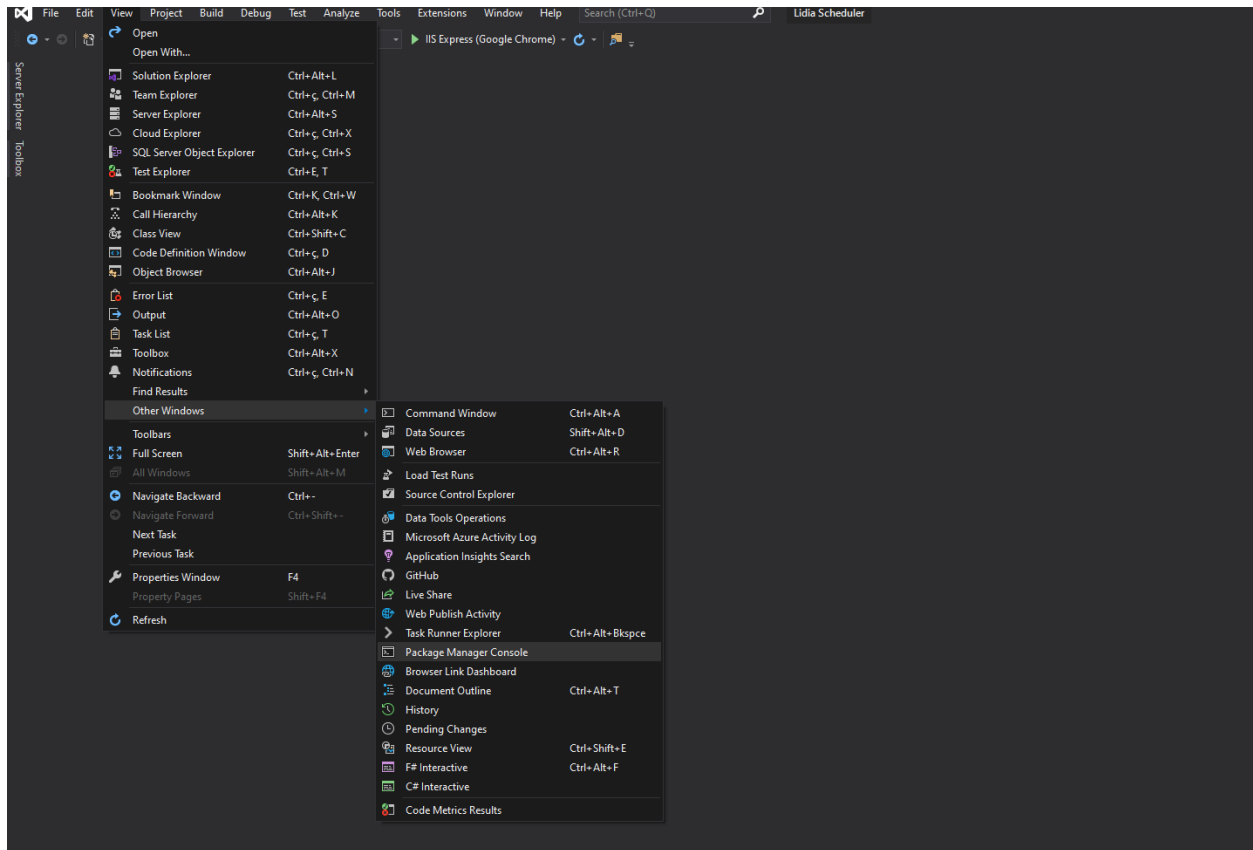 File Edit View Project Build Debug Test Analyze Tools Extensions Window Help Search (Ctrl+Q) Lidia Scheduler
IIS Express (Google Chrome)
Server Explorer
Toolbox
Open
Open With...
Solution Explorer Ctrl+Alt+L
Team Explorer Ctrl+ç, Ctrl+M
Server Explorer Ctrl+Alt+S
Cloud Explorer Ctrl+ç, Ctrl+X
SQL Server Object Explorer Ctrl+ç, Ctrl+S
Test Explorer Ctrl+E, T
Bookmark Window Ctrl+K, Ctrl+W
Call Hierarchy Ctrl+Alt+K
Class View Ctrl+Shift+C
Code Definition Window Ctrl+ç, D
Object Browser Ctrl+Alt+J
Error List Ctrl+ç, E
Output Ctrl+Alt+O
Task List Ctrl+ç, T
Toolbox Ctrl+Alt+X
Notifications Ctrl+ç, Ctrl+N
Find Results
Other Windows
Toolbars
Full Screen Shift+Alt+Enter
All Windows Shift+Alt+M
Navigate Backward Ctrl+-
Navigate Forward Ctrl+Shift+-
Next Task
Previous Task
Properties Window F4
Property Pages Shift+F4
Refresh
Command Window Ctrl+Alt+A
Data Sources Shift+Alt+D
Web Browser Ctrl+Alt+R
Load Test Runs
Source Control Explorer
Data Tools Operations
Microsoft Azure Activity Log
Application Insights Search
GitHub
Live Share
Web Publish Activity
Task Runner Explorer Ctrl+Alt+Bkspce
Package Manager Console
Browser Link Dashboard
Document Outline Ctrl+Alt+T
History
Pending Changes
Resource View Ctrl+Shift+E
F# Interactive Ctrl+Alt+F
C# Interactive
Code Metrics Results